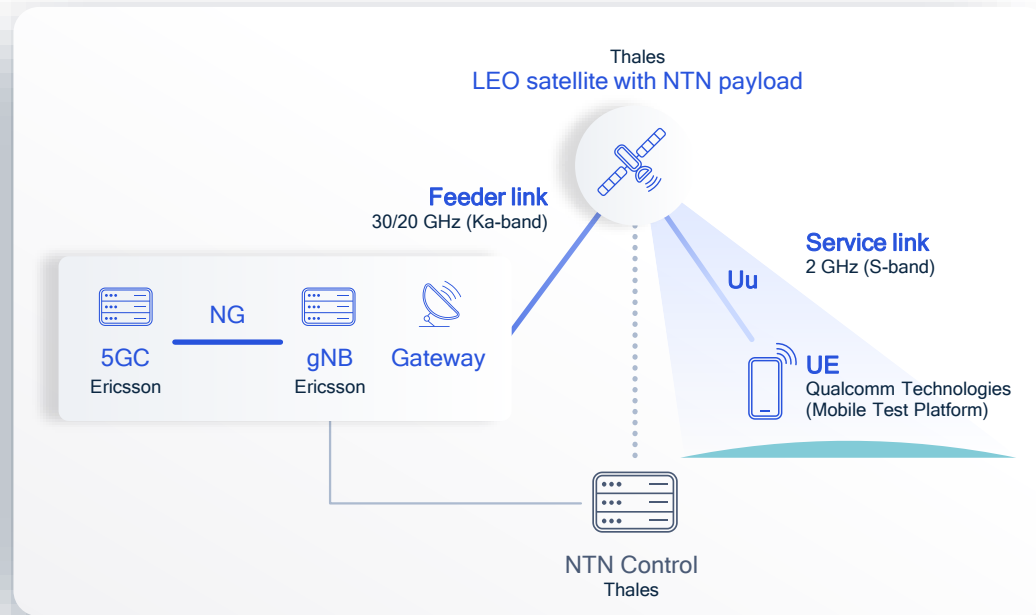 Thales
LEO satellite with NTN payload
Feeder link
30/20 GHz (Ka-band)
Service link
2 GHz (S-band)
Uu
NG
5GC
Ericsson
gNB
Ericsson
Gateway
UE
Qualcomm Technologies
(Mobile Test Platform)
NTN Control
Thales